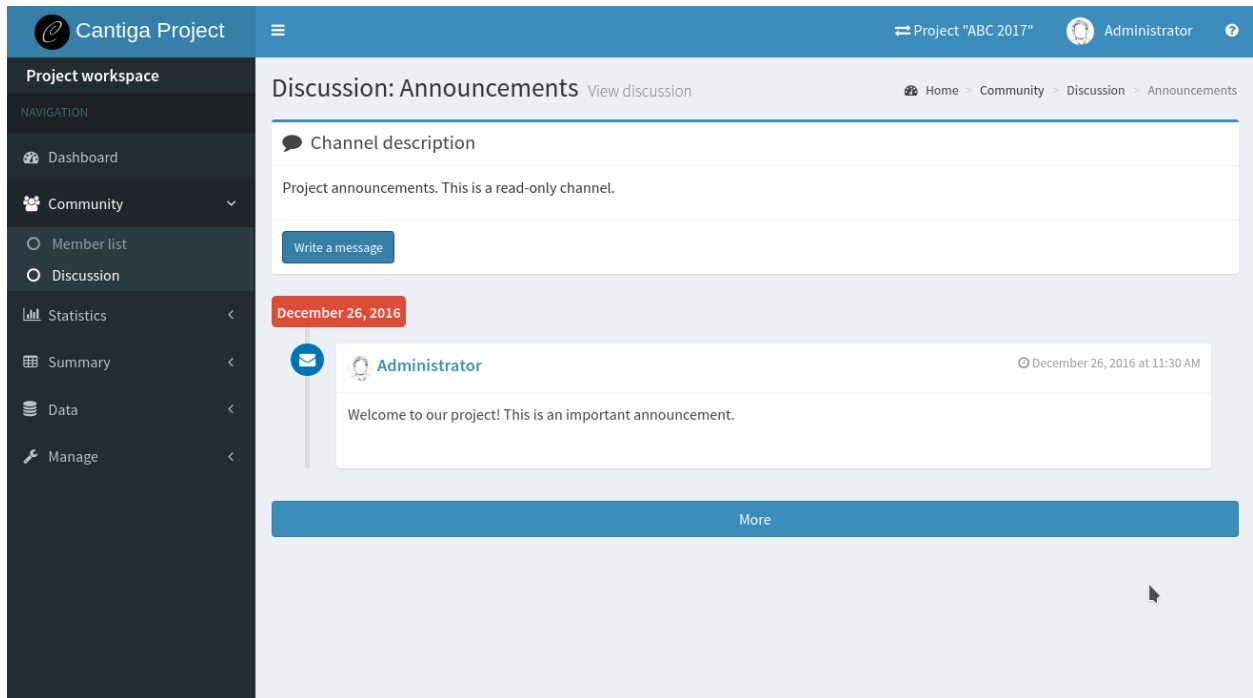 Cantiga Project
Project "ABC 2017"
Administrator
Project workspace
NAVIGATION
Dashboard
Community
Member list
Discussion
Statistics
Summary
Data
Manage
Discussion: Announcements View discussion
Home > Community > Discussion > Announcements
Channel description
Project announcements. This is a read-only channel.
Write a message
December 26, 2016
Administrator
December 26, 2016 at 11:30 AM
Welcome to our project! This is an important announcement.
More